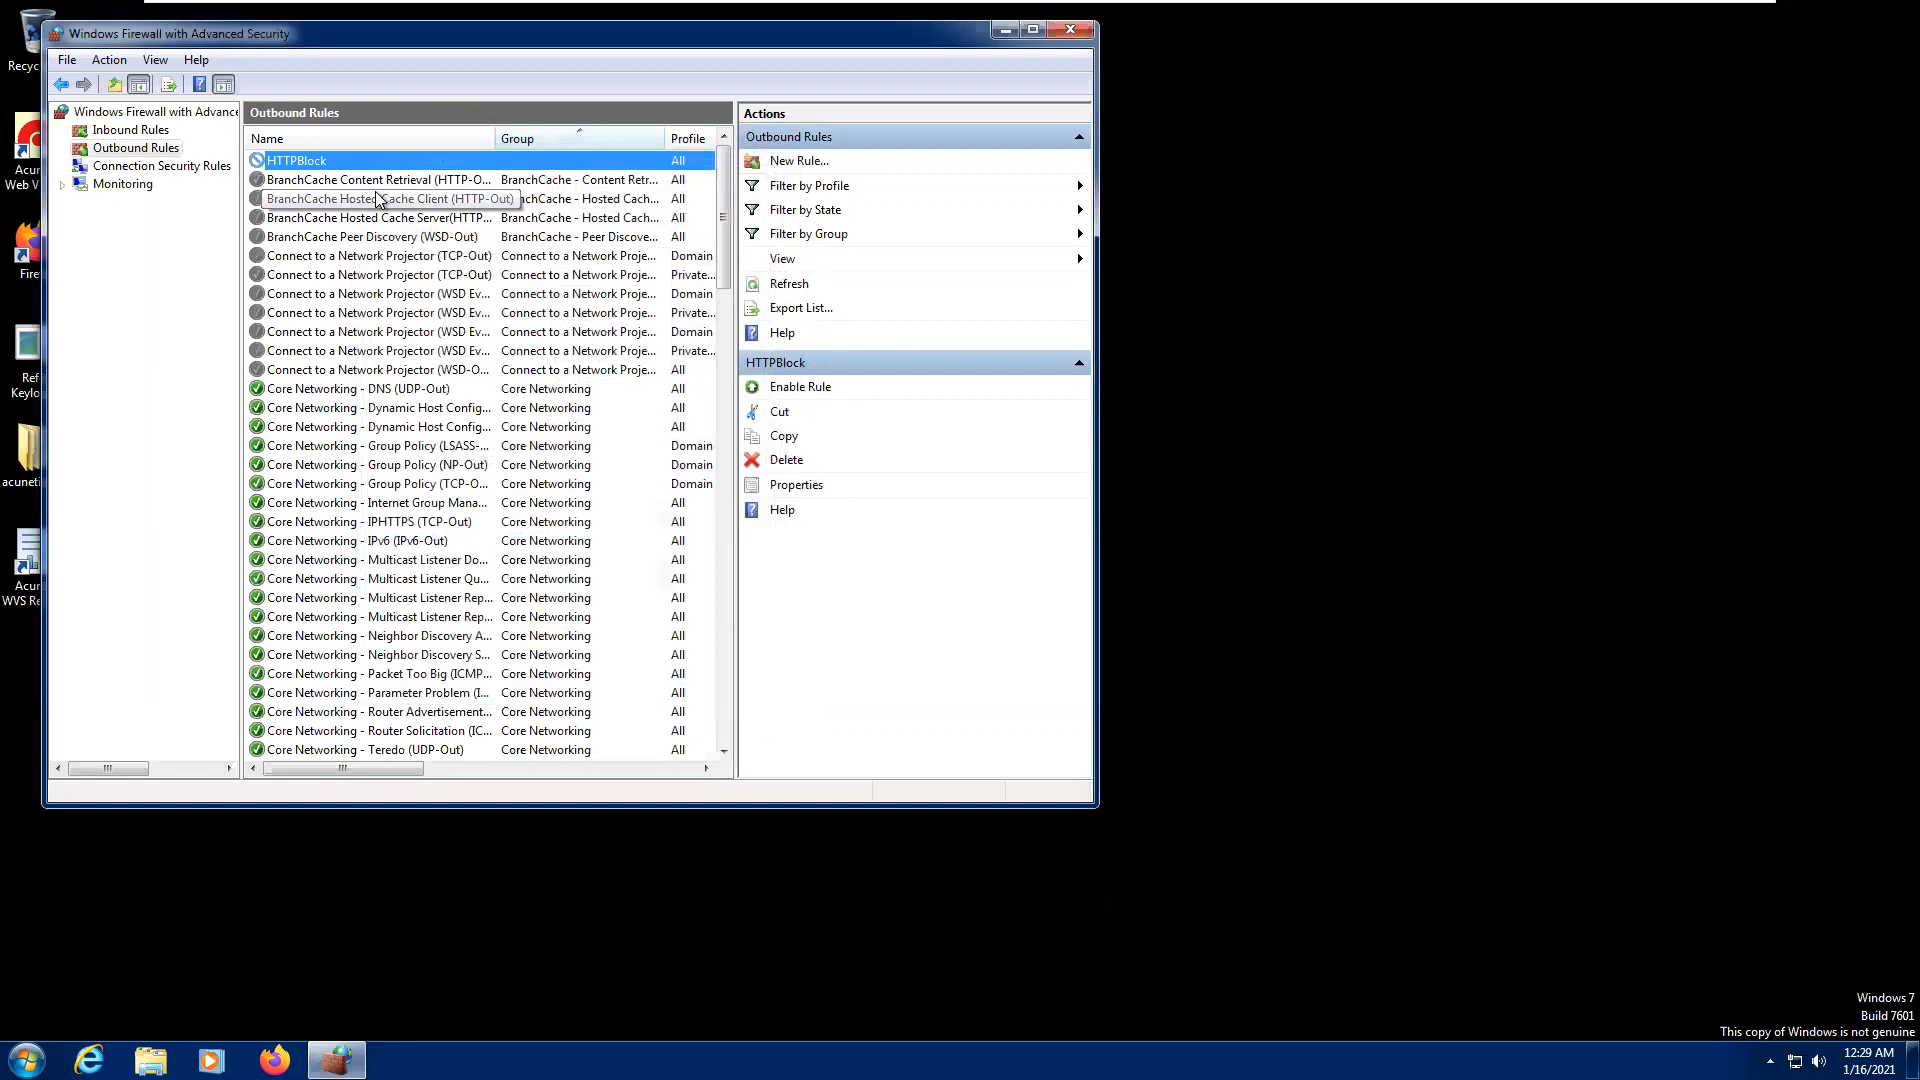 Windows Firewall with Advanced Security
File Action View Help
Windows Firewall with Advance
Inbound Rules
Outbound Rules
Connection Security Rules
Monitoring
Outbound Rules
Name Group Profile
HTTPBlock All
BranchCache Content Retrieval (HTTP-O... BranchCache - Content Retr... All
BranchCache Hosted Cache Client (HTTP-Out) nchCache - Hosted Cach... All
BranchCache Hosted Cache Server(HTTP... BranchCache - Hosted Cach... All
BranchCache Peer Discovery (WSD-Out) BranchCache - Peer Discove... All
Connect to a Network Projector (TCP-Out) Connect to a Network Proje... Domain
Connect to a Network Projector (TCP-Out) Connect to a Network Proje... Private...
Connect to a Network Projector (WSD Ev... Connect to a Network Proje... Domain
Connect to a Network Projector (WSD Ev... Connect to a Network Proje... Private...
Connect to a Network Projector (WSD Ev... Connect to a Network Proje... Domain
Connect to a Network Projector (WSD Ev... Connect to a Network Proje... Private...
Connect to a Network Projector (WSD-O... Connect to a Network Proje... All
Core Networking - DNS (UDP-Out) Core Networking All
Core Networking - Dynamic Host Config... Core Networking All
Core Networking - Dynamic Host Config... Core Networking All
Core Networking - Group Policy (LSASS-... Core Networking Domain
Core Networking - Group Policy (NP-Out) Core Networking Domain
Core Networking - Group Policy (TCP-O... Core Networking Domain
Core Networking - Internet Group Mana... Core Networking All
Core Networking - IPHTTPS (TCP-Out) Core Networking All
Core Networking - IPv6 (IPv6-Out) Core Networking All
Core Networking - Multicast Listener Do... Core Networking All
Core Networking - Multicast Listener Qu... Core Networking All
Core Networking - Multicast Listener Rep... Core Networking All
Core Networking - Multicast Listener Rep... Core Networking All
Core Networking - Neighbor Discovery A... Core Networking All
Core Networking - Neighbor Discovery S... Core Networking All
Core Networking - Packet Too Big (ICMP... Core Networking All
Core Networking - Parameter Problem (I... Core Networking All
Core Networking - Router Advertisement... Core Networking All
Core Networking - Router Solicitation (IC... Core Networking All
Core Networking - Teredo (UDP-Out) Core Networking All
Actions
Outbound Rules
New Rule...
Filter by Profile
Filter by State
Filter by Group
View
Refresh
Export List...
Help
HTTPBlock
Enable Rule
Cut
Copy
Delete
Properties
Help
Recyc
Acun
Web V
Firef
Ref
Keylo
acuneti
Acun
WVS Re
Windows 7
Build 7601
This copy of Windows is not genuine
12:29 AM
1/16/2021